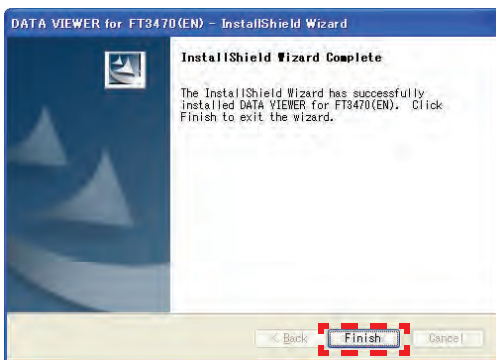 DATA VIEWER for FT3470(EN) - InstallShield Wizard
InstallShield Wizard Complete
The InstallShield Wizard has successfully
installed DATA VIEWER for FT3470(EN). Click
Finish to exit the wizard.
< Back Finish Cancel